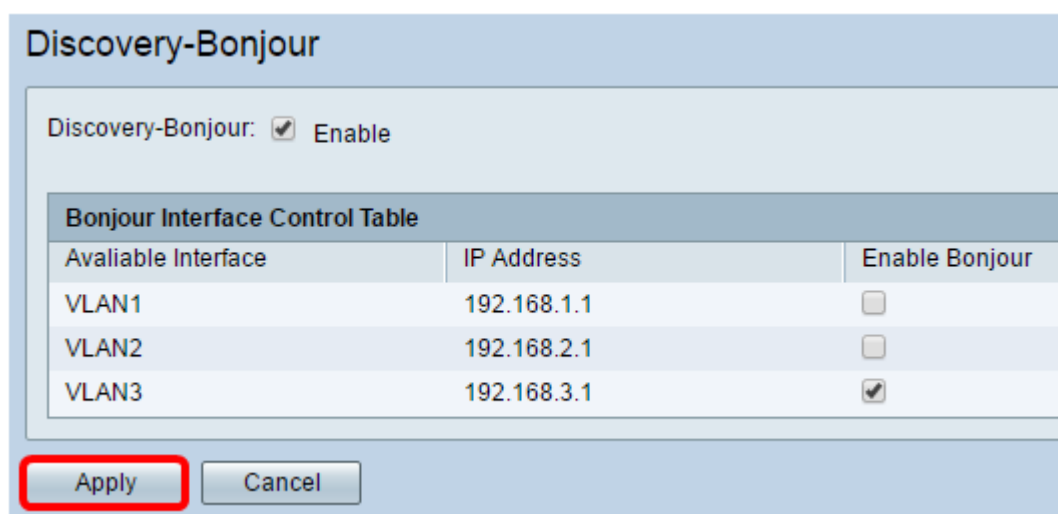 Discovery-Bonjour
Discovery-Bonjour: Enable
Bonjour Interface Control Table
Avaliable Interface IP Address Enable Bonjour
VLAN1 192.168.1.1
VLAN2 192.168.2.1
VLAN3 192.168.3.1
Apply Cancel